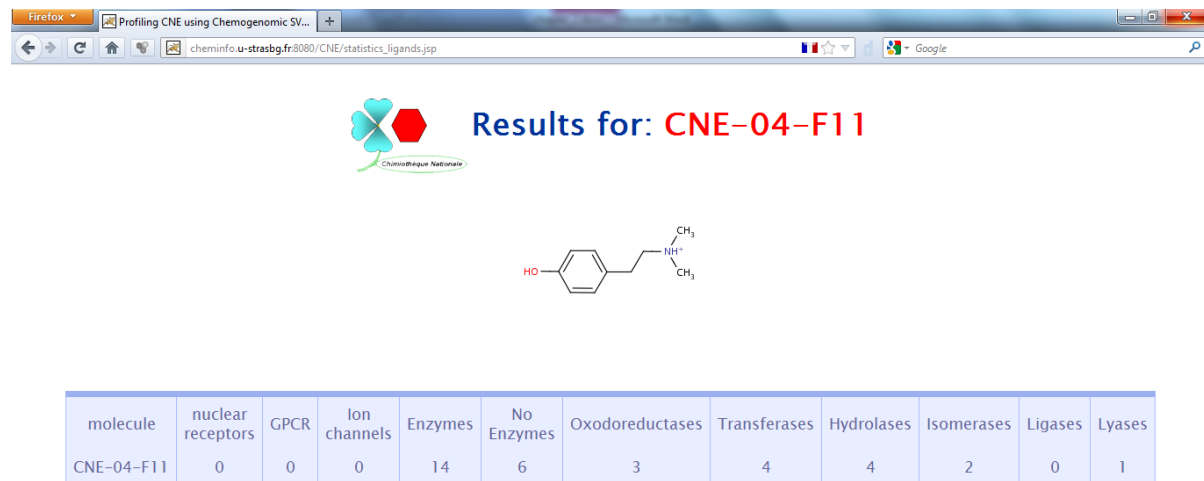 Firefox
Profiling CNE using Chemogenomic SV...
cheminfo.u-strasbg.fr:8080/CNE/statistics_ligands.jsp
Google
Results for: CNE-04-F11
Chimiothèque Nationale
CH3
NH+
HO
CH3
molecule nuclear receptors GPCR Ion channels Enzymes No Enzymes Oxodoreductases Transferases Hydrolases Isomerases Ligases Lyases
CNE-04-F11 0 0 0 14 6 3 4 4 2 0 1